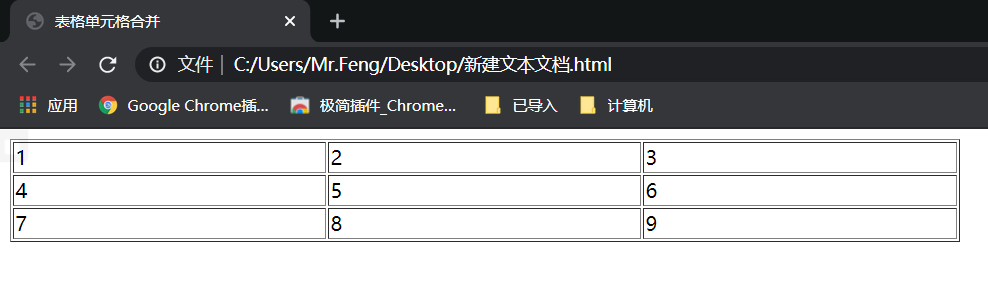 表格单元格合并
文件 | C:/Users/Mr.Feng/Desktop/新建文本文档.html
应用 Google Chrome插... 极简插件_Chrome... 已导入 计算机
1 2 3
4 5 6
7 8 9